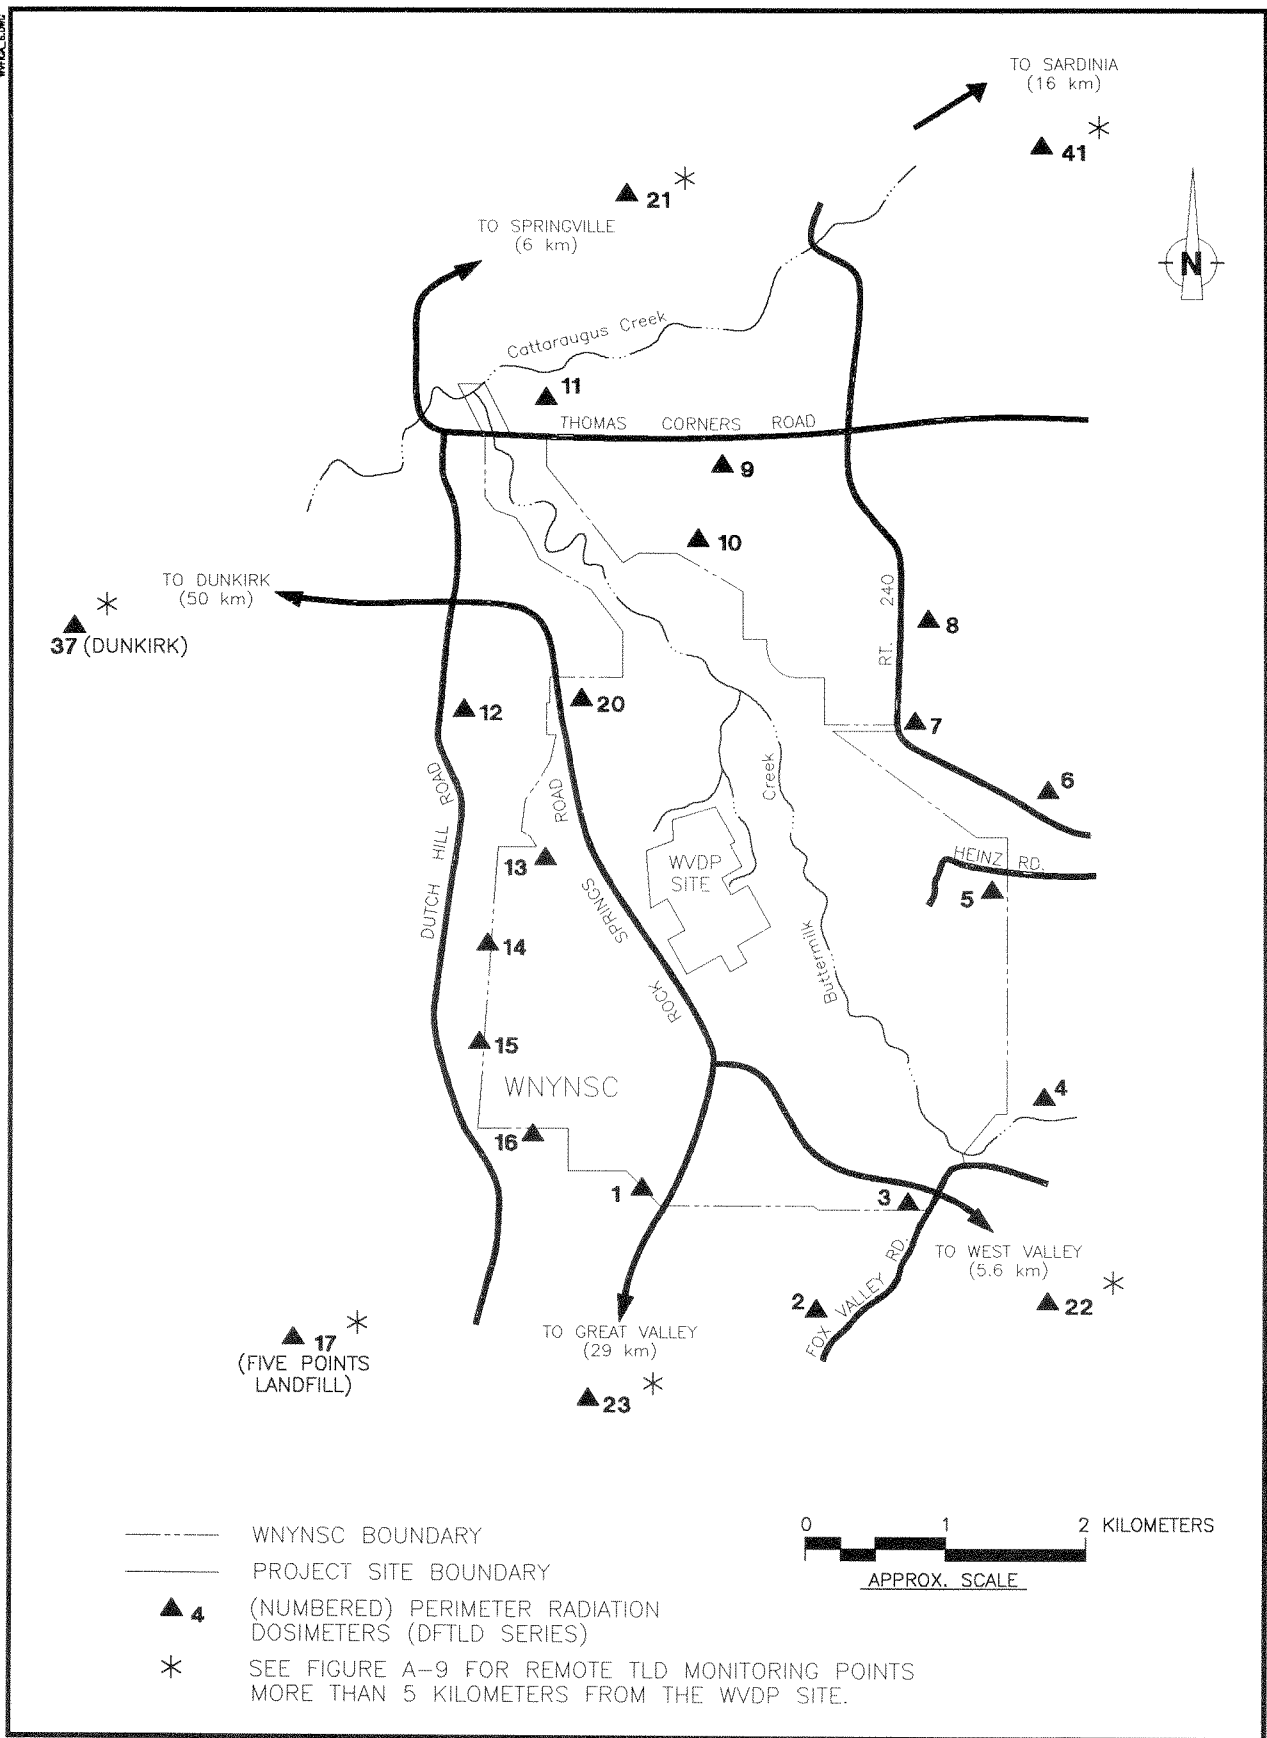 TO SARDINIA
(16 km)
41
21
TO SPRINGVILLE
(6 km)
N
Cattaraugus Creek
11
THOMAS CORNERS ROAD
9
10
TO DUNKIRK
(50 km)
RT. 240
8
37 (DUNKIRK)
20
12
7
Creek
6
DUTCH HILL ROAD
ROAD
WVDP
SITE
HEINZ RD.
13
5
SPRINGS
14
Buttermilk
ROCK
15
WNYNSC
4
16
1
3
TO WEST VALLEY
(5.6 km)
FOX VALLEY RD.
2
22
17
(FIVE POINTS
LANDFILL)
TO GREAT VALLEY
(29 km)
23
WNYNSC BOUNDARY
PROJECT SITE BOUNDARY
4 (NUMBERED) PERIMETER RADIATION
DOSIMETERS (DFTLD SERIES)
* SEE FIGURE A-9 FOR REMOTE TLD MONITORING POINTS
MORE THAN 5 KILOMETERS FROM THE WVDP SITE.
0 1 2 KILOMETERS
APPROX. SCALE